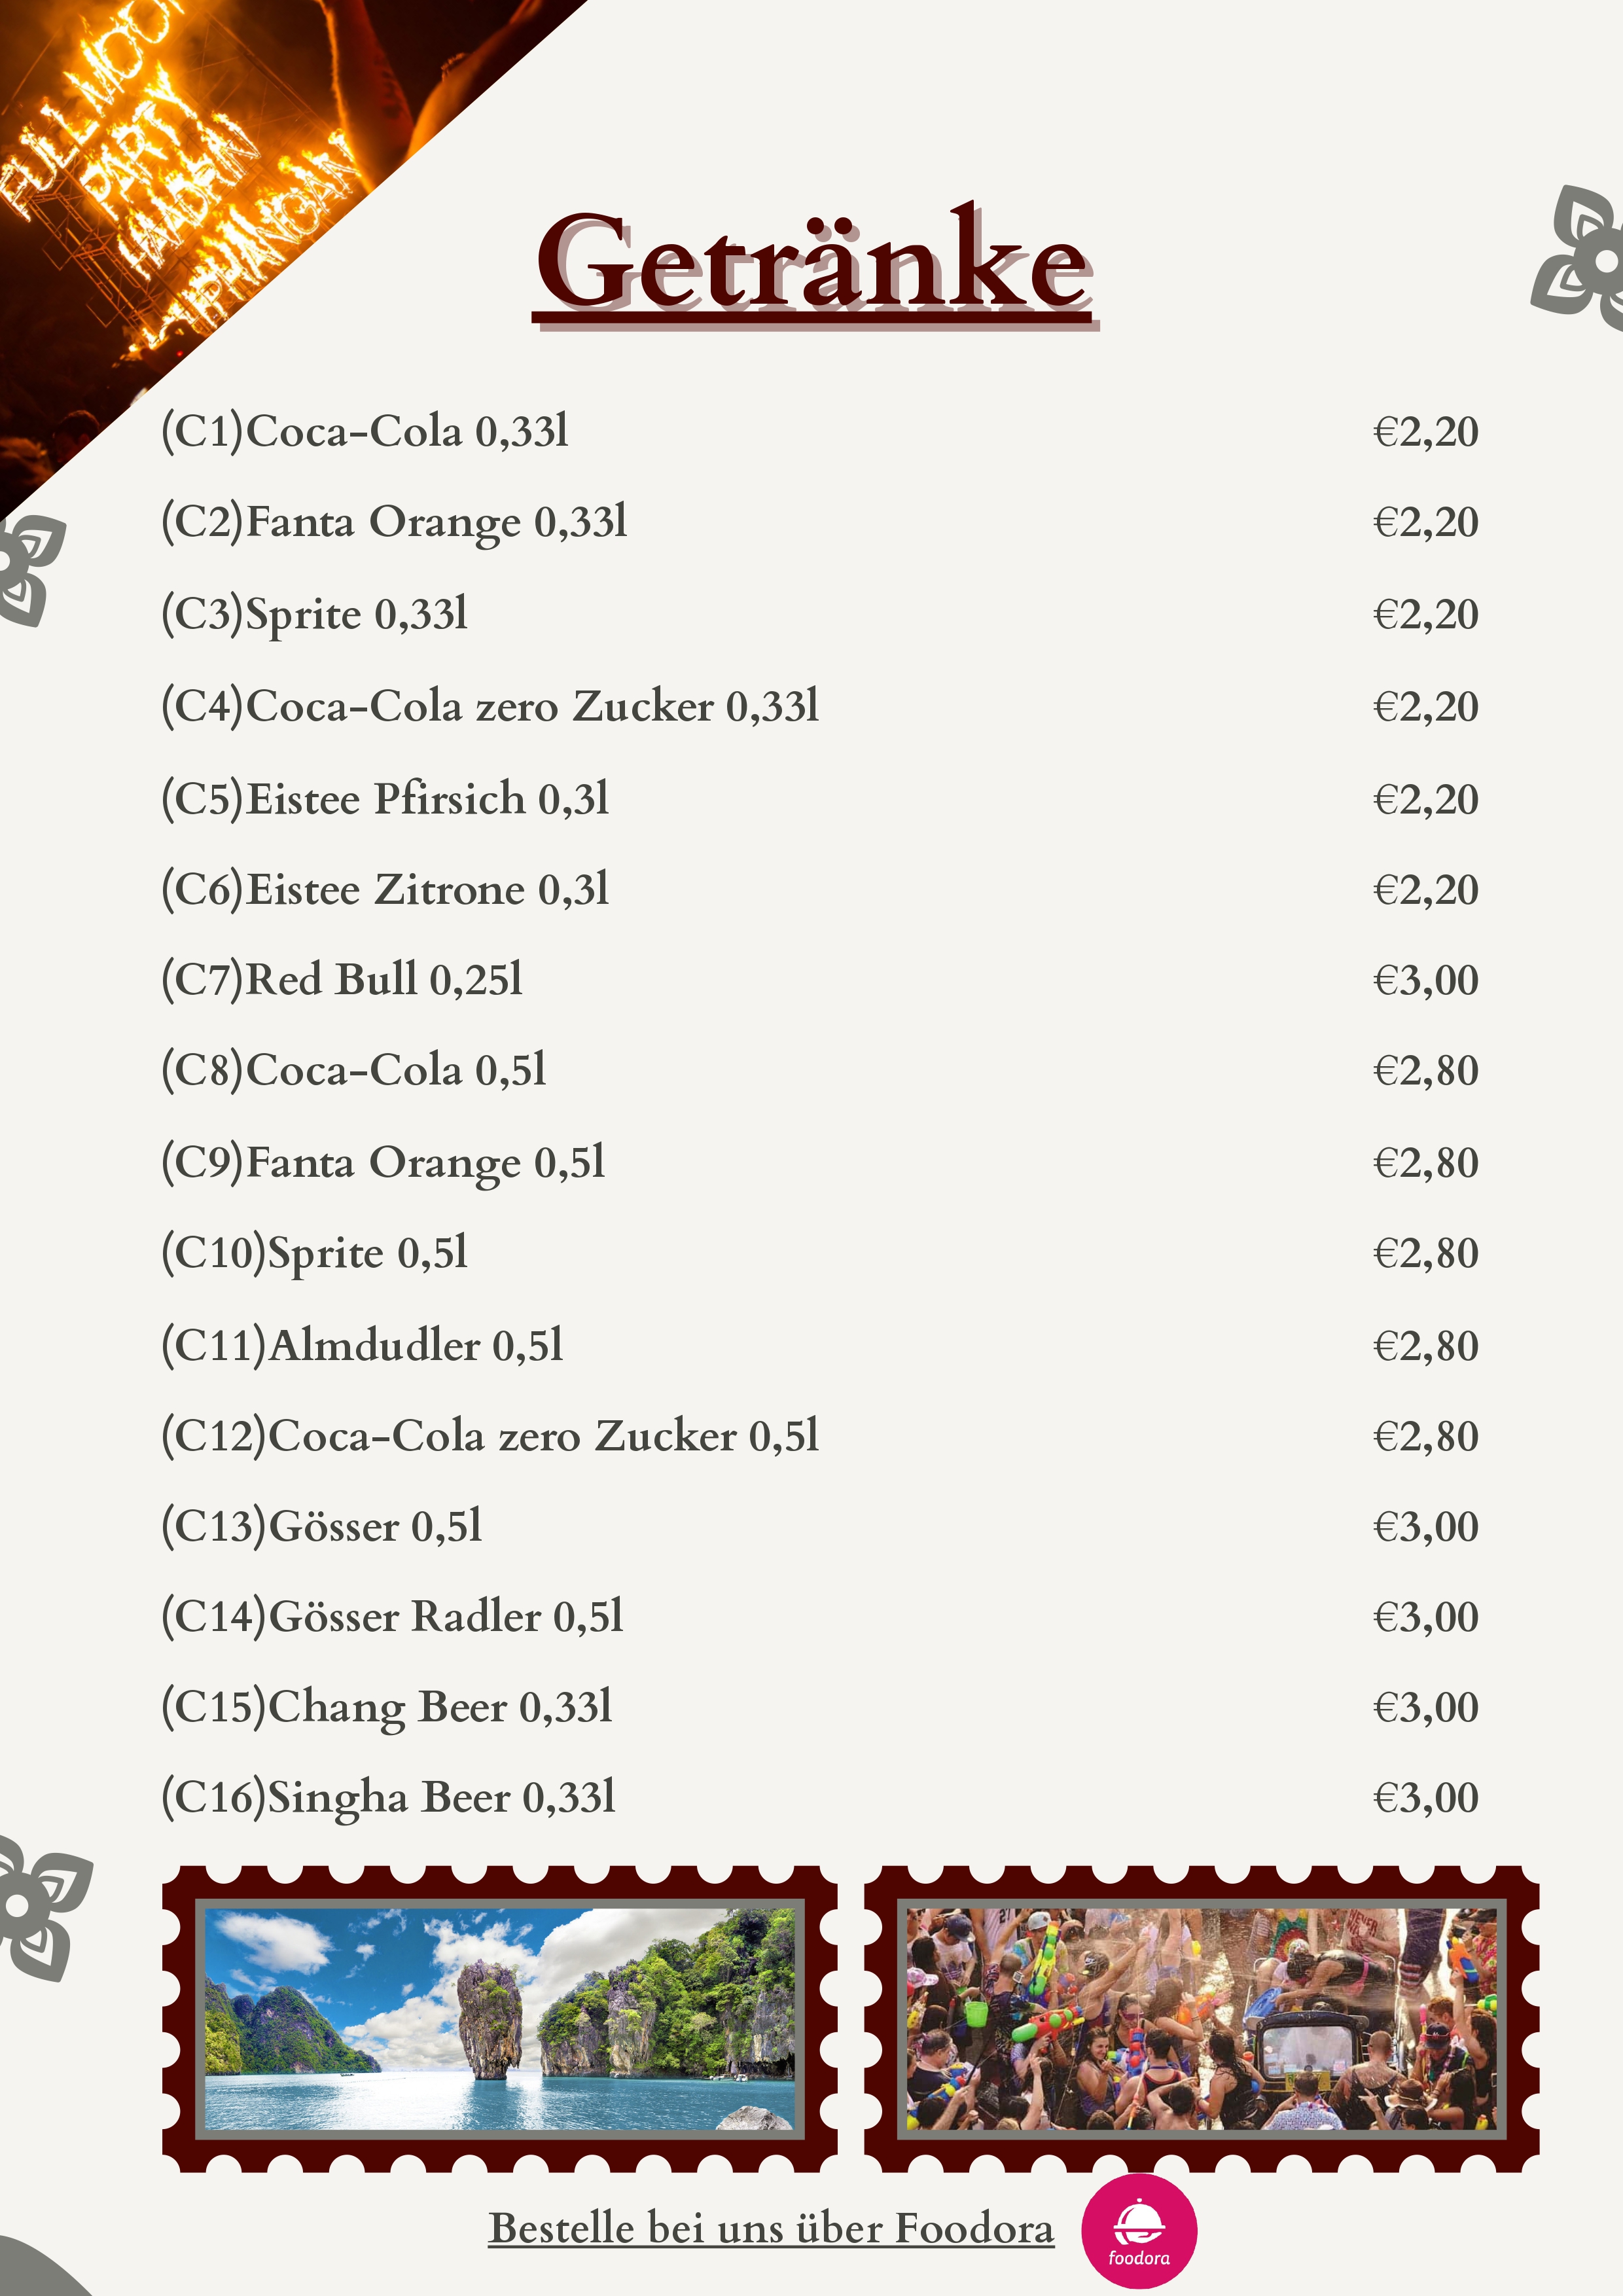 FULL MOON
PARTY
HADRIN
Getränke
(C1)Coca-Cola 0,33l €2,20
(C2)Fanta Orange 0,33l €2,20
(C3)Sprite 0,33l €2,20
(C4)Coca-Cola zero Zucker 0,33l €2,20
(C5)Eistee Pfirsich 0,3l €2,20
(C6)Eistee Zitrone 0,3l €2,20
(C7)Red Bull 0,25l €3,00
(C8)Coca-Cola 0,5l €2,80
(C9)Fanta Orange 0,5l €2,80
(C10)Sprite 0,5l €2,80
(C11)Almdudler 0,5l €2,80
(C12)Coca-Cola zero Zucker 0,5l €2,80
(C13)Gösser 0,5l €3,00
(C14)Gösser Radler 0,5l €3,00
(C15)Chang Beer 0,33l €3,00
(C16)Singha Beer 0,33l €3,00
Bestelle bei uns über Foodora
foodora